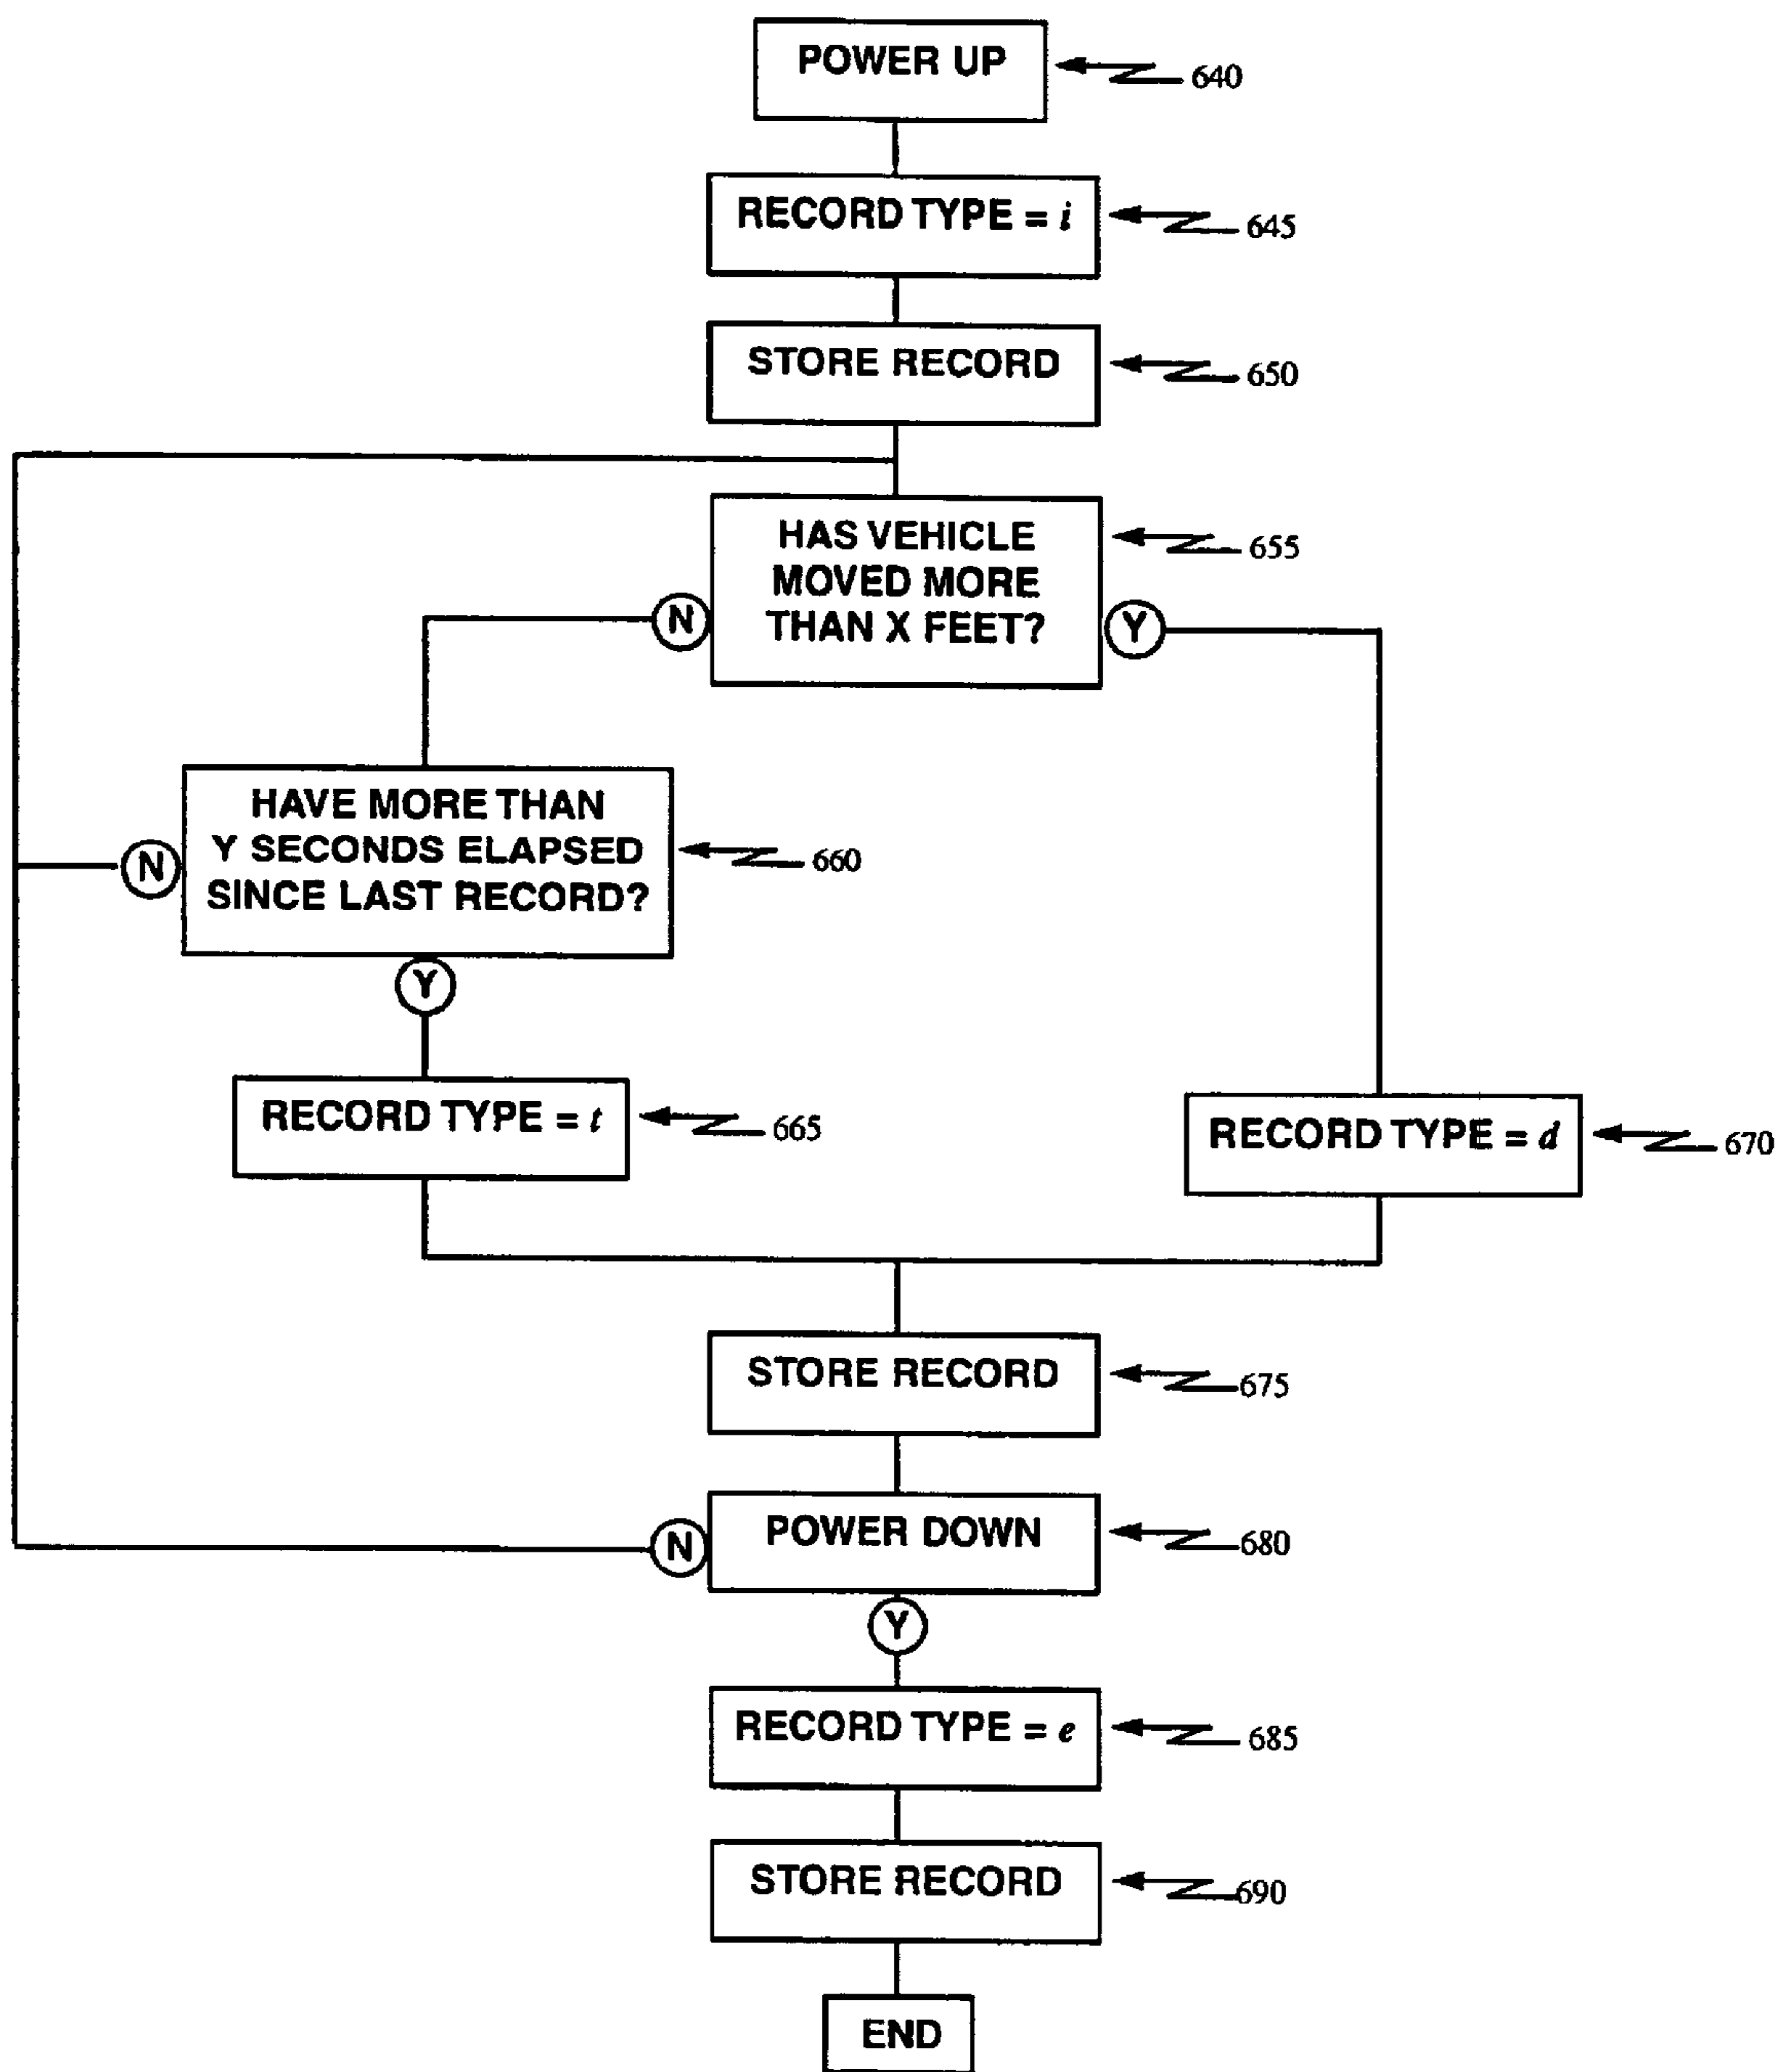 POWER UP
640
RECORD TYPE = i
645
STORE RECORD
650
HAS VEHICLE
MOVED MORE
THAN X FEET?
655
N
Y
HAVE MORE THAN
Y SECONDS ELAPSED
SINCE LAST RECORD?
660
N
Y
RECORD TYPE = t
665
RECORD TYPE = d
670
STORE RECORD
675
POWER DOWN
680
N
Y
RECORD TYPE = e
685
STORE RECORD
690
END